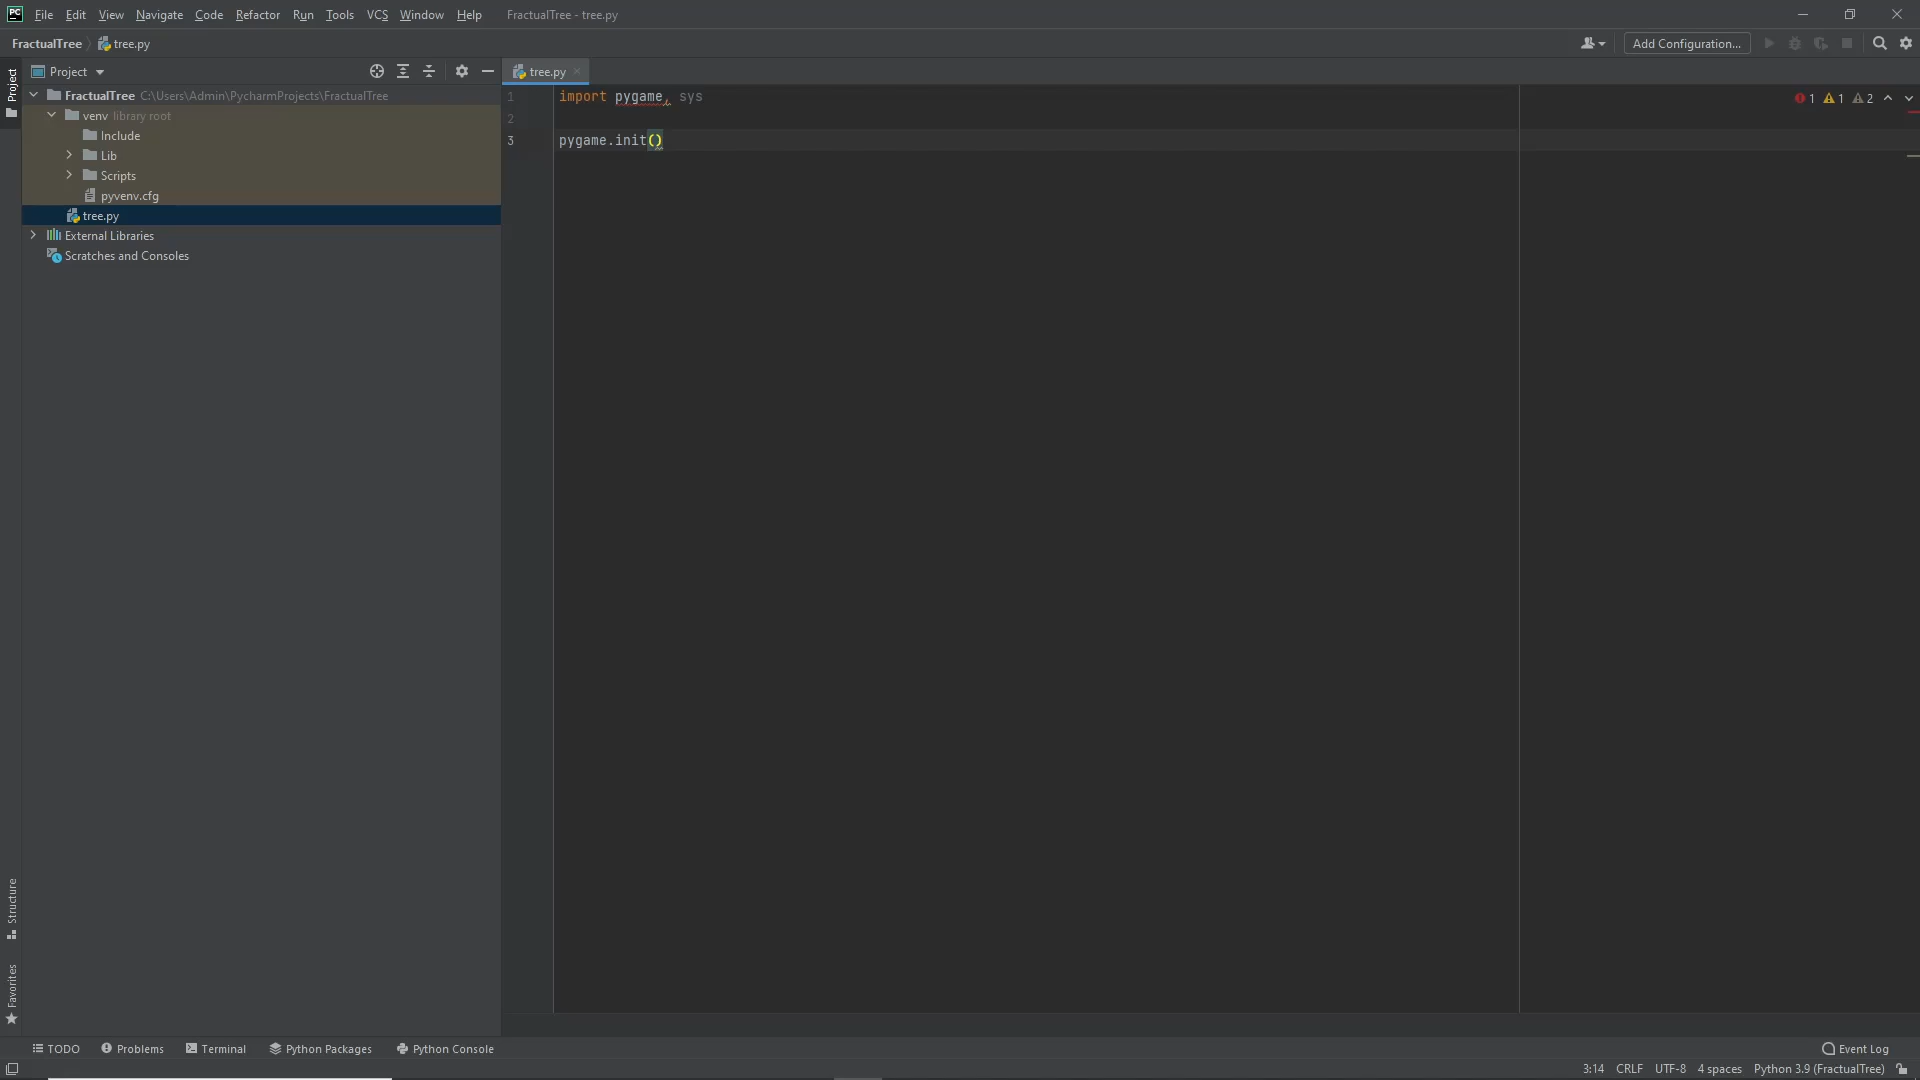 PC File Edit View Navigate Code Refactor Run Tools VCS Window Help FractualTree - tree.py
FractualTree tree.py Add Configuration...
Project
Project
tree.py
FractualTree C:\Users\Admin\PycharmProjects\FractualTree
venv library root
Include
Lib
Scripts
pyvenv.cfg
tree.py
External Libraries
Scratches and Consoles
1 import pygame, sys
2
3 pygame.init()
1 1 2
Structure
Favorites
TODO Problems Terminal Python Packages Python Console Event Log
3:14 CRLF UTF-8 4 spaces Python 3.9 (FractualTree)